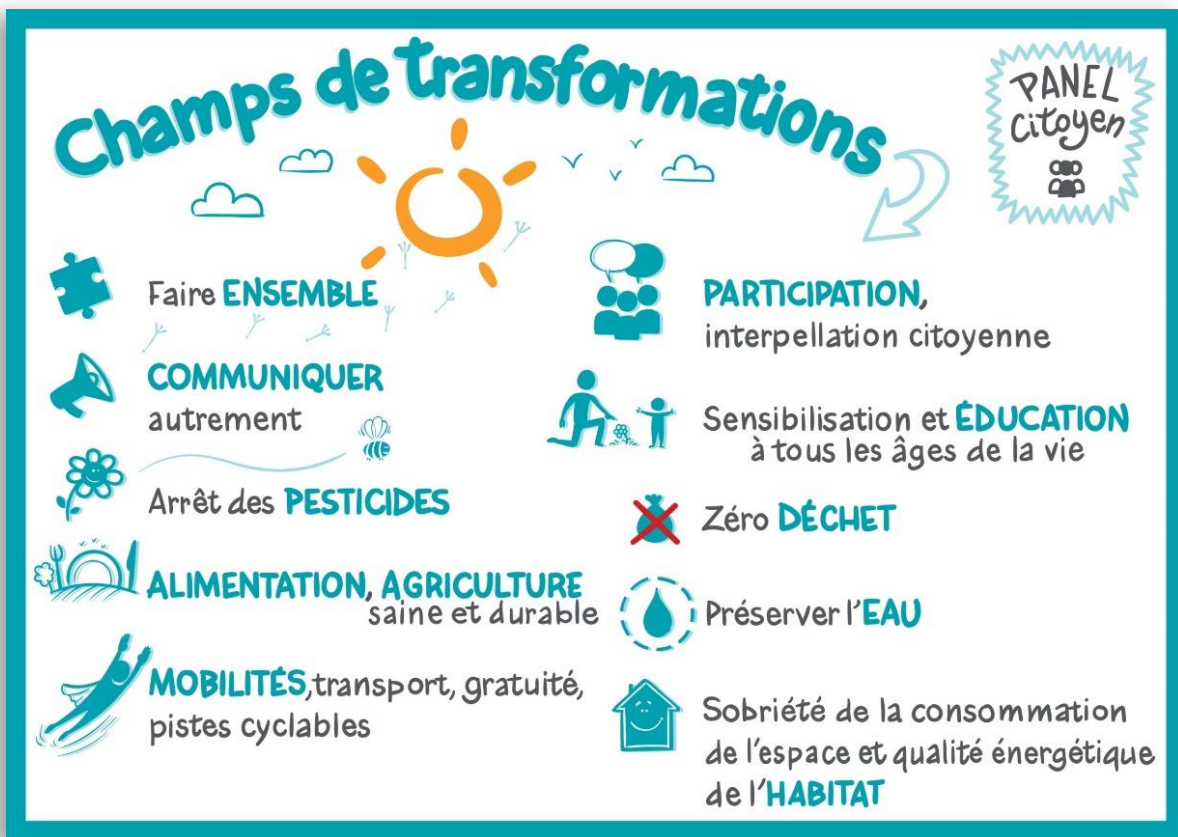 Champs de transformations
PANEL
citoyen
Faire ENSEMBLE
COMMUNIQUER
autrement
Arrêt des PESTICIDES
ALIMENTATION, AGRICULTURE
saine et durable
MOBILITÉS, transport, gratuité,
pistes cyclables
PARTICIPATION,
interpellation citoyenne
Sensibilisation et ÉDUCATION
à tous les âges de la vie
Zéro DÉCHET
Préserver l'EAU
Sobriété de la consommation
de l'espace et qualité énergétique
de l'HABITAT